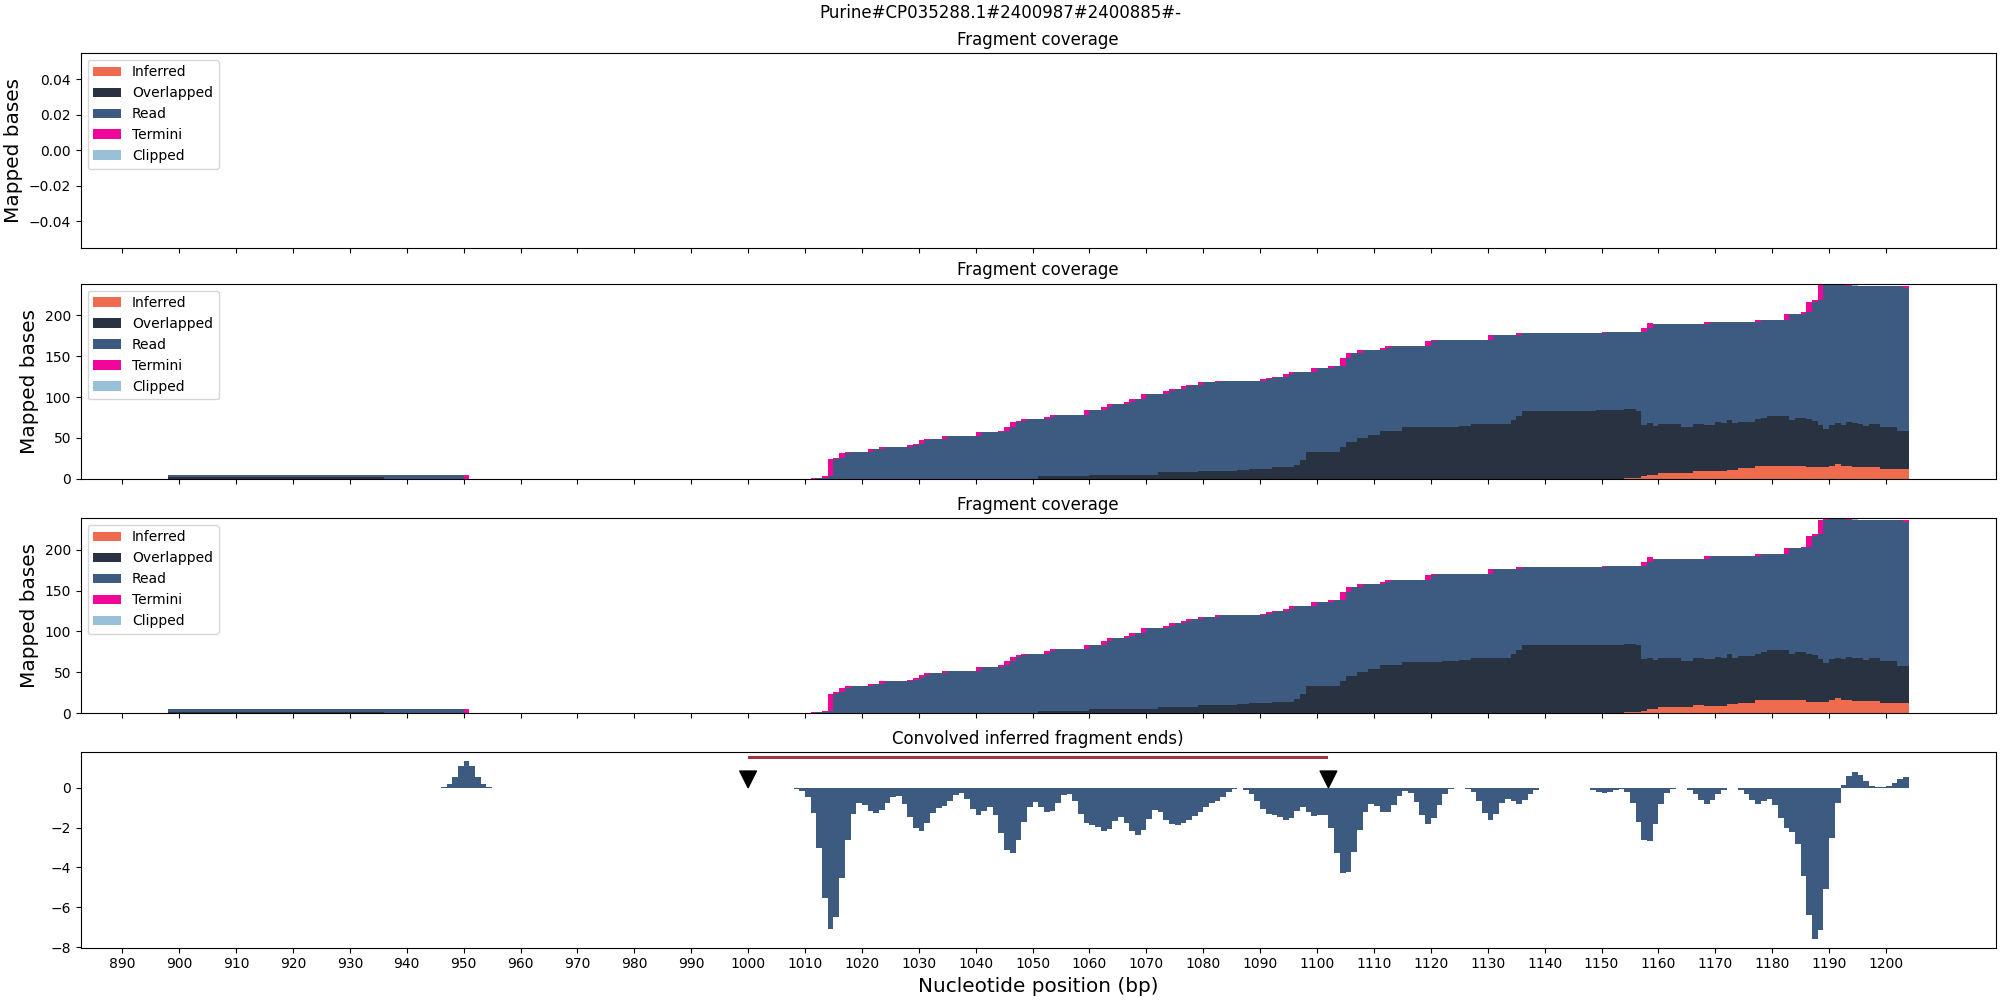 Purine#CP035288.1#2400987#2400885#-
Fragment coverage
Mapped bases
0.04
0.02
0.00
−0.02
−0.04
Inferred
Overlapped
Read
Termini
Clipped
Fragment coverage
Mapped bases
200
150
100
50
0
Inferred
Overlapped
Read
Termini
Clipped
Fragment coverage
Mapped bases
200
150
100
50
0
Inferred
Overlapped
Read
Termini
Clipped
Convolved inferred fragment ends)
0
−2
−4
−6
−8
890 900 910 920 930 940 950 960 970 980 990 1000 1010 1020 1030 1040 1050 1060 1070 1080 1090 1100 1110 1120 1130 1140 1150 1160 1170 1180 1190 1200
Nucleotide position (bp)